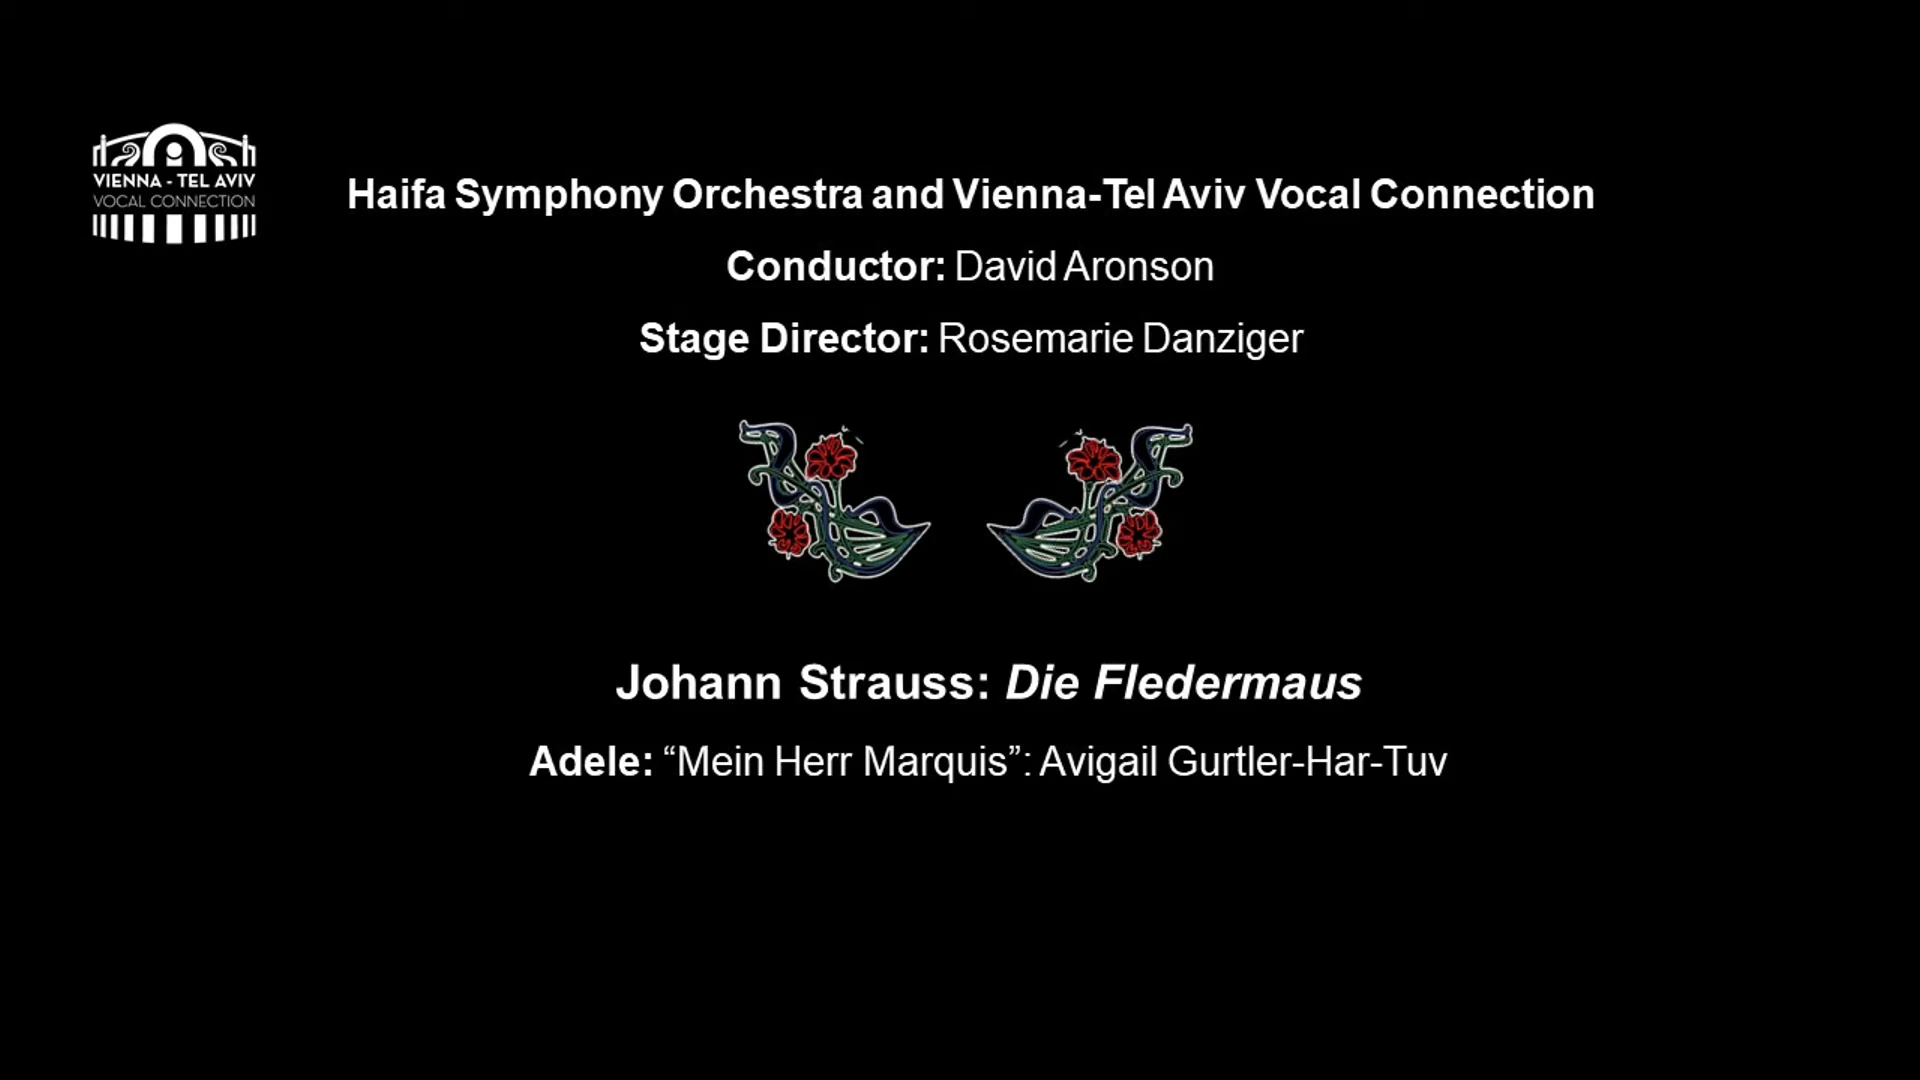 VIENNA - TEL AVIV
VOCAL CONNECTION
Haifa Symphony Orchestra and Vienna-Tel Aviv Vocal Connection
Conductor: David Aronson
Stage Director: Rosemarie Danziger
Johann Strauss: Die Fledermaus
Adele: “Mein Herr Marquis”: Avigail Gurtler-Har-Tuv